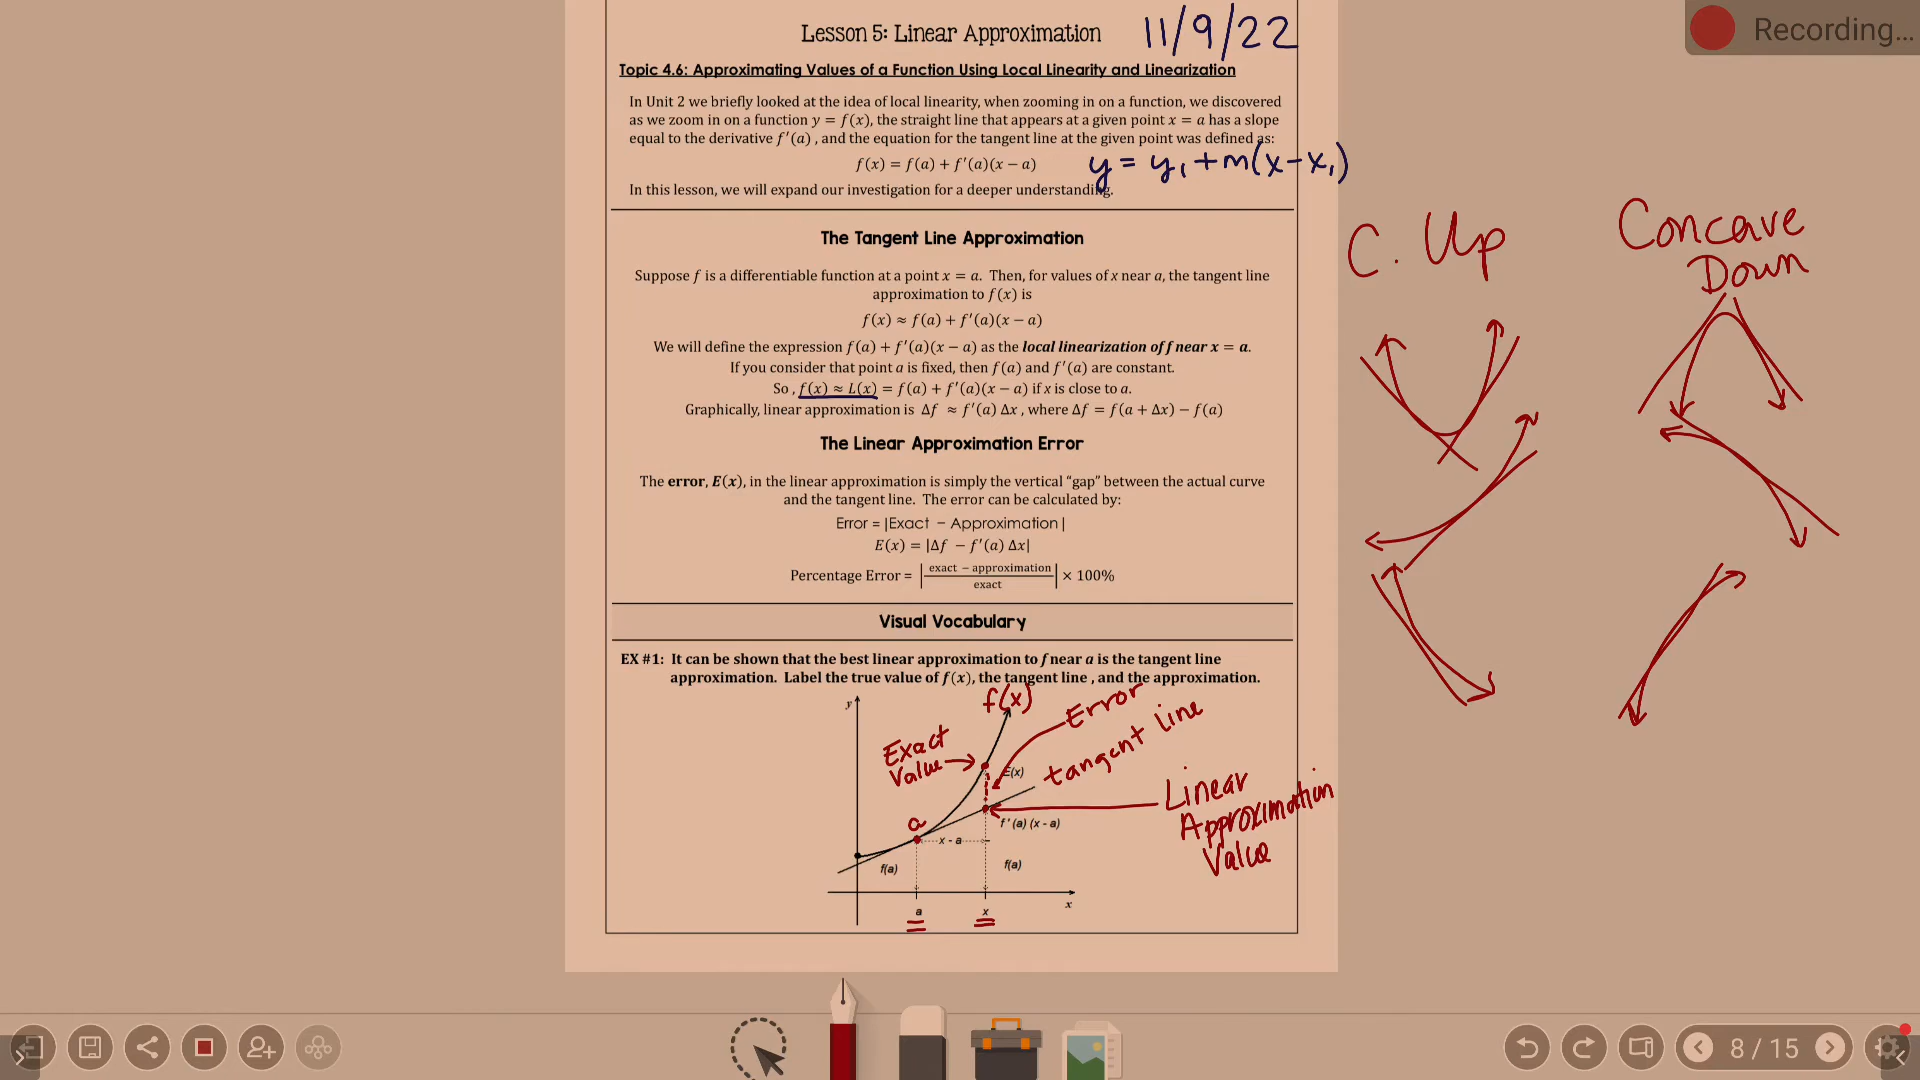 Recording...
Lesson 5: Linear Approximation 11/9/22
Topic 4.6: Approximating Values of a Function Using Local Linearity and Linearization
In Unit 2 we briefly looked at the idea of local linearity, when zooming in on a function, we discovered
as we zoom in on a function y = f(x), the straight line that appears at a given point x = a has a slope
equal to the derivative f'(a) , and the equation for the tangent line at the given point was defined as:
f(x) = f(a) + f'(a)(x − a) y = y₁ + m(x−x₁)
In this lesson, we will expand our investigation for a deeper understanding.
The Tangent Line Approximation
Suppose f is a differentiable function at a point x = a. Then, for values of x near a, the tangent line
approximation to f(x) is
f(x) ≈ f(a) + f'(a)(x − a)
We will define the expression f(a) + f'(a)(x − a) as the local linearization of f near x = a.
If you consider that point a is fixed, then f(a) and f'(a) are constant.
So , f(x) ≈ L(x) = f(a) + f'(a)(x − a) if x is close to a.
Graphically, linear approximation is Δf ≈ f'(a) Δx , where Δf = f(a + Δx) − f(a)
The Linear Approximation Error
The error, E(x), in the linear approximation is simply the vertical “gap” between the actual curve
and the tangent line. The error can be calculated by:
Error = |Exact − Approximation|
E(x) = |Δf − f'(a) Δx|
Percentage Error = |exact − approximation / exact| × 100%
Visual Vocabulary
EX #1: It can be shown that the best linear approximation to f near a is the tangent line
approximation. Label the true value of f(x), the tangent line , and the approximation.
y
f(x)
Error
tangent line
Exact
Value
E(x)
Linear
Approximation
Value
a
f'(a) (x - a)
x - a
f(a)
f(a)
a
x
x
C. Up
Concave
Down
8 / 15